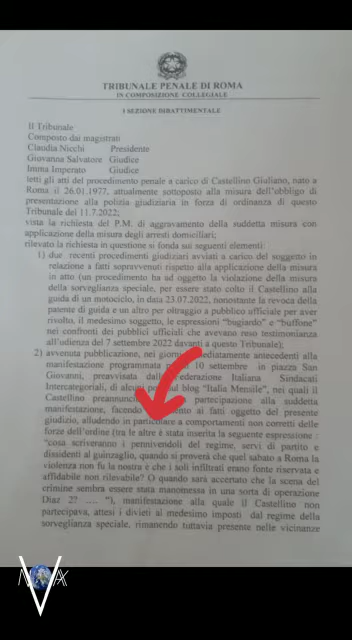 TRIBUNALE PENALE DI ROMA
IN COMPOSIZIONE COLLEGIALE
I SEZIONE DIBATTIMENTALE
Il Tribunale
Composto dai magistrati
Claudia Nicchi Presidente
Giovanna Salvatore Giudice
Imma Imperato Giudice
letti gli atti del procedimento penale a carico di Castellino Giuliano, nato a
Roma il 26.01.1977, attualmente sottoposto alla misura dell'obbligo di
presentazione alla polizia giudiziaria in forza di ordinanza di questo
Tribunale del 11.7.2022;
vista la richiesta del P.M. di aggravamento della suddetta misura con
applicazione della misura degli arresti domiciliari;
rilevato la richiesta in questione si fonda sui seguenti elementi:
1) due recenti procedimenti giudiziari avviati a carico del soggetto in
relazione a fatti sopravvenuti rispetto alla applicazione della misura
in atto (un procedimento ha ad oggetto la violazione della misura
della sorveglianza speciale, per essere stato colto il Castellino alla
guida di un motociclo, in data 23.07.2022, nonostante la revoca della
patente di guida e un altro per oltraggio a pubblico ufficiale per aver
rivolto, il medesimo soggetto, le espressioni "bugiardo" e "buffone"
nei confronti dei pubblici ufficiali che avevano reso testimonianza
all'udienza del 7 settembre 2022 davanti a questo Tribunale);
2) avvenuta pubblicazione, nei giorni immediatamente antecedenti alla
manifestazione programmata 10 settembre in piazza San
Giovanni, proclamata dalla Federazione Italiana Sindacati
Intercategoriali, di alcuni post sul blog "Italia Mensile", nei quali il
Castellino preannunciava partecipazione alla suddetta
manifestazione, facendo riferimento ai fatti oggetto del presente
giudizio, alludendo in particolare a comportamenti non corretti delle
forze dell'ordine (tra le altre è stata inserita la seguente espressione :
"cosa scriveranno i pennivendoli del regime, servi di partito e
dissidenti al guinzaglio, quando si proverà che quel sabato a Roma la
violenza non fu la nostra è che i soli infiltrati erano fonte riservata e
affidabile non rilavabile? O quando sarà accertato che la scena del
crimine sembra essere stata manomessa in una sorta di operazione
Diaz 2? ..... "), manifestazione alla quale il Castellino non
partecipava, attesi i divieti al medesimo imposti dal regime della
sorveglianza speciale, rimanendo tuttavia presente nelle vicinanze